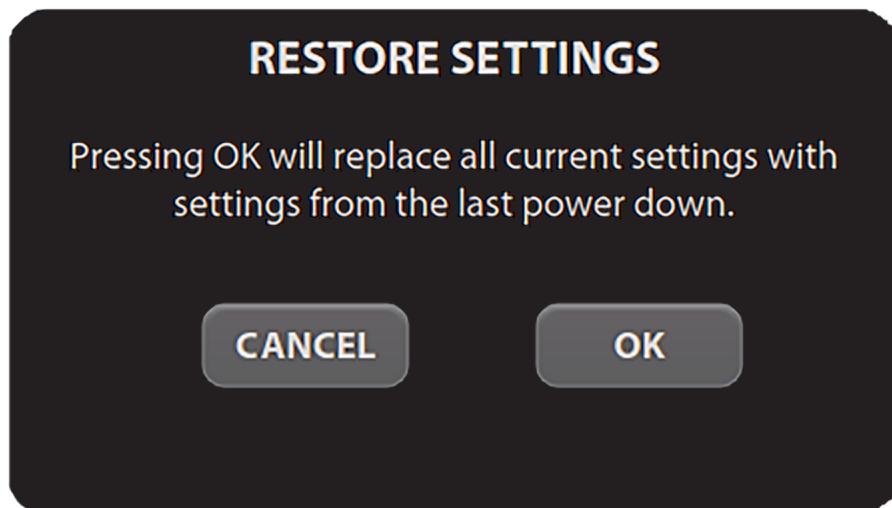 RESTORE SETTINGS
Pressing OK will replace all current settings with
settings from the last power down.
CANCEL
OK